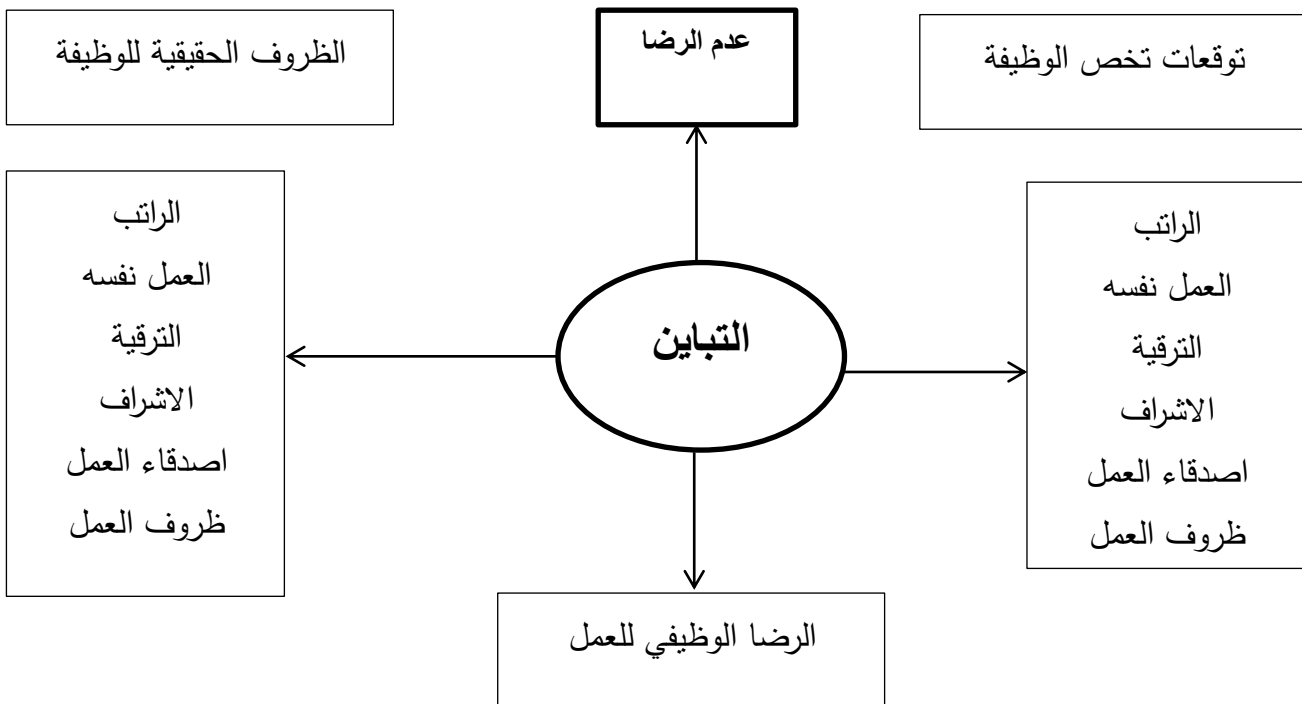 توقعات تخص الوظيفة
عدم الرضا
الظروف الحقيقية للوظيفة
الراتب
العمل نفسه
الترقية
الاشراف
اصدقاء العمل
ظروف العمل
التباين
الراتب
العمل نفسه
الترقية
الاشراف
اصدقاء العمل
ظروف العمل
الرضا الوظيفي للعمل